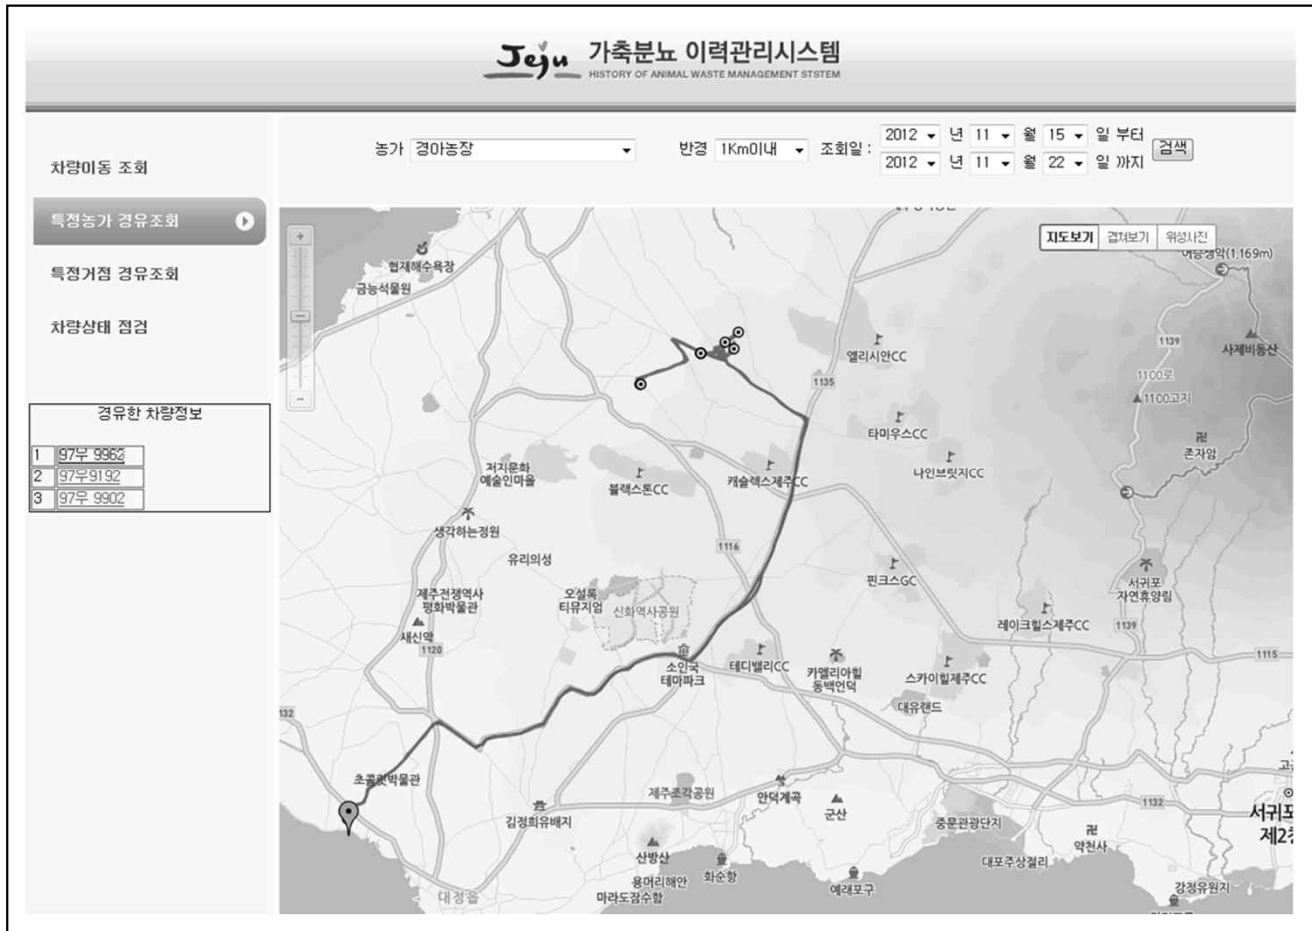 Jeju 가축분뇨 이력관리시스템
HISTORY OF ANIMAL WASTE MANAGEMENT STSTEM
차량이동 조회
특정농가 경유조회
특정거점 경유조회
차량상태 점검
경유한 차량정보
1 97우 9962
2 97우9192
3 97우 9902
농가 경아농장 반경 1Km이내 조회일 :
2012 년 11 월 15 일 부터
2012 년 11 월 22 일 까지
검색
지도보기 겹쳐보기 위성사진
어승생악(1,169m)
협재해수욕장
금능석물원
엘리시안CC
1139
사제비동산
1135
1100로
1100고지
타미우스CC
존자암
나인브릿지CC
저지문화
예술인마을
블랙스톤CC
캐슬렉스제주CC
생각하는정원
1116
유리의성
핀크스GC
서귀포
자연휴양림
제주전쟁역사
평화박물관
오설록
티뮤지엄
신화역사공원
새신악
레이크힐스제주CC
1139
1120
1115
소인국
테마파크
테디밸리CC
카멜리아힐
동백언덕
스카이힐제주CC
대유랜드
132
초콜릿박물관
제주조각공원
안덕계곡
1132
김정희유배지
군산
중문관광단지
서귀포
제2청
약천사
산방산
대포주상절리
용머리해안
화순항
예래포구
강정유원지
대정읍
마라도잠수함